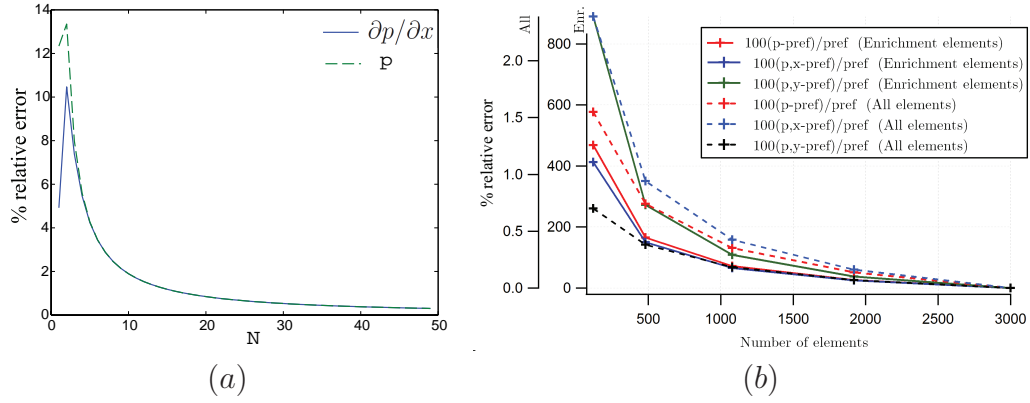 14
12
10
8
6
4
2
0
% relative error
0 10 20 30 40 50
N
∂p/∂x
p
(a)
All
Enr.
2.0
1.5
1.0
0.5
0.0
% relative error
800
600
400
200
0
500 1000 1500 2000 2500 3000
Number of elements
100(p-pref)/pref (Enrichment elements)
100(p,x-pref)/pref (Enrichment elements)
100(p,y-pref)/pref (Enrichment elements)
100(p-pref)/pref (All elements)
100(p,x-pref)/pref (All elements)
100(p,y-pref)/pref (All elements)
(b)